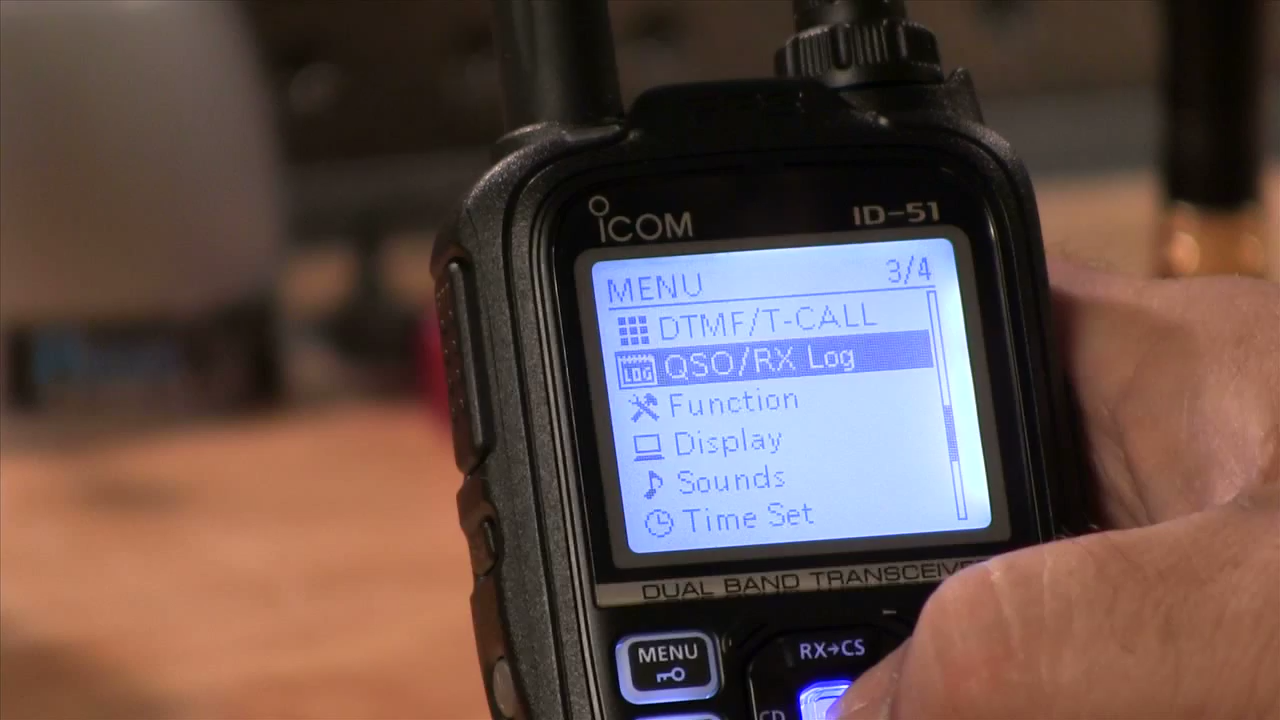 ICOM ID-51
MENU 3/4
DTMF/T-CALL
LOG QSO/RX Log
Function
Display
Sounds
Time Set
DUAL BAND TRANSCEIVE
MENU
RX→CS
CD